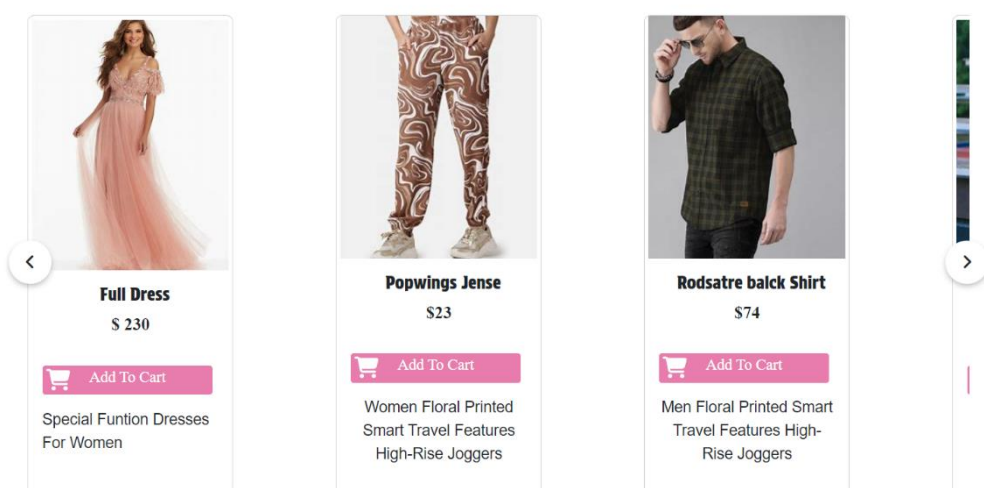 Full Dress
$ 230
Add To Cart
Special Funtion Dresses
For Women
Popwings Jense
$23
Add To Cart
Women Floral Printed
Smart Travel Features
High-Rise Joggers
Rodsatre balck Shirt
$74
Add To Cart
Men Floral Printed Smart
Travel Features High-
Rise Joggers